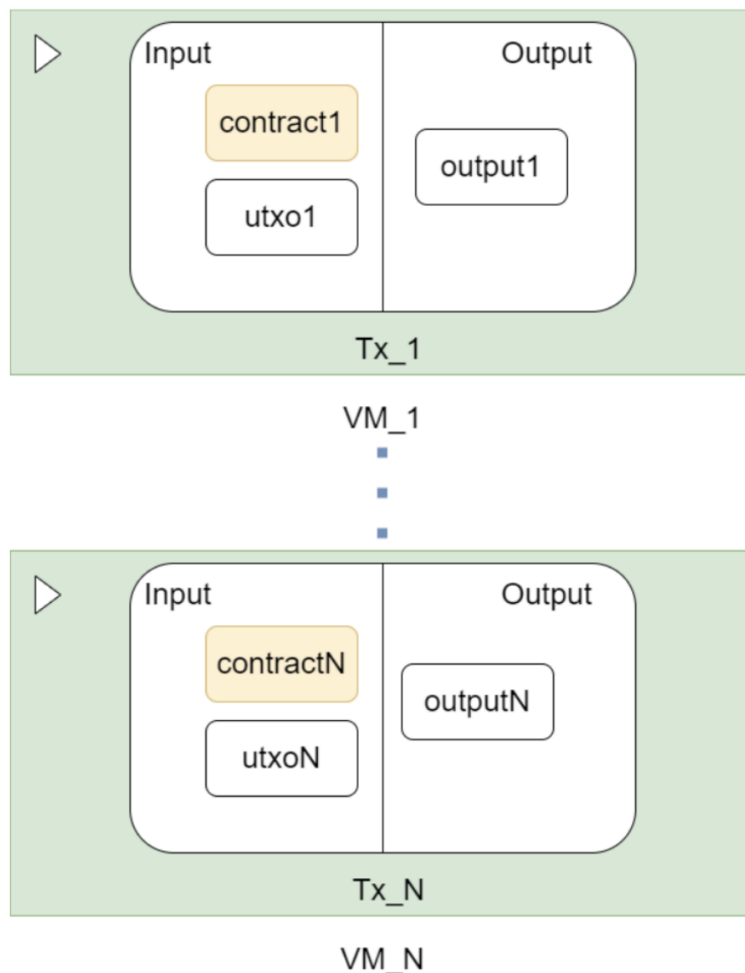 Input
Output
contract1
output1
utxo1
Tx_1
VM_1
Input
Output
contractN
outputN
utxoN
Tx_N
VM_N